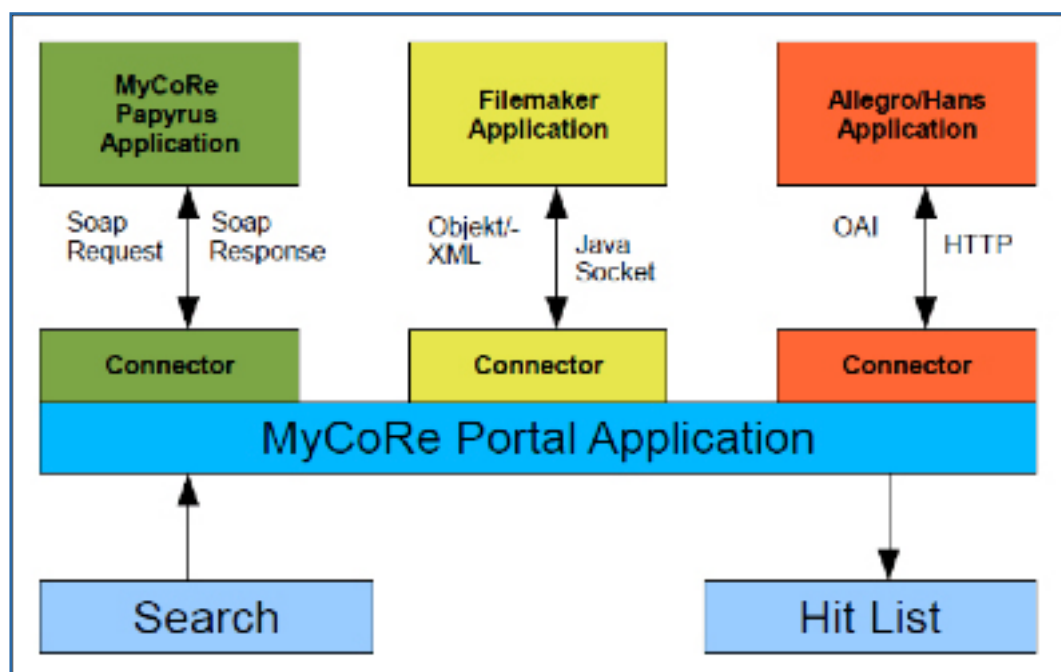 MyCoRe
Papyrus
Application
Filemaker
Application
Allegro/Hans
Application
Soap
Request
Soap
Response
Objekt/-
XML
Java
Socket
OAI
HTTP
Connector
Connector
Connector
MyCoRe Portal Application
Search
Hit List